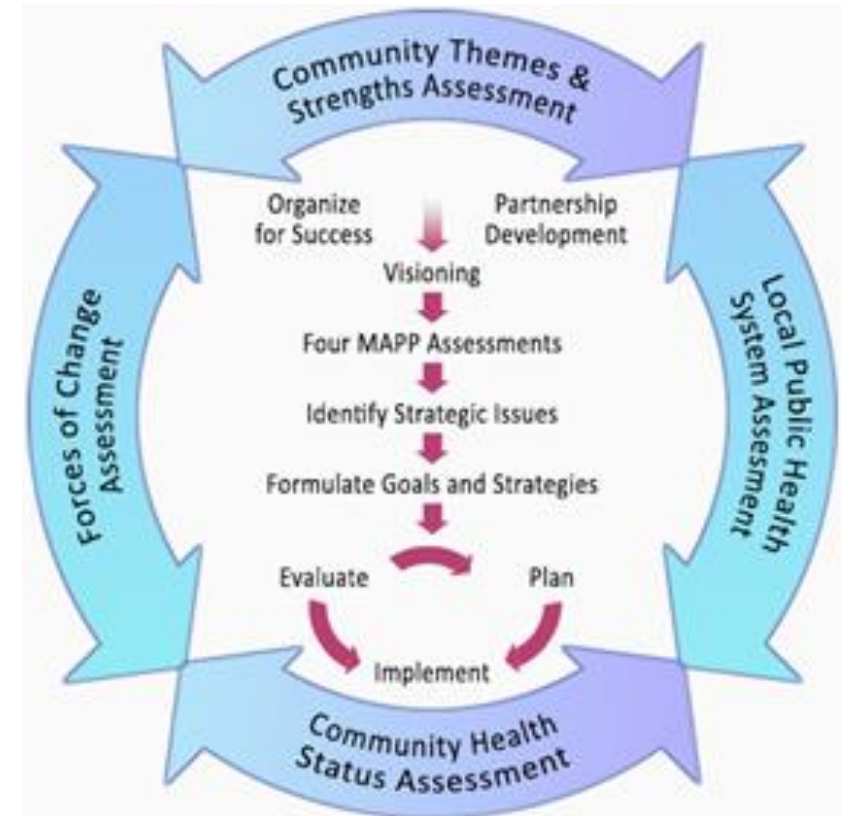 Community Themes &
Strengths Assessment
Organize
for Success
Partnership
Development
Visioning
Four MAPP Assessments
Identify Strategic Issues
Formulate Goals and Strategies
Evaluate
Plan
Implement
Forces of Change
Assessment
Local Public Health
System Assesment
Community Health
Status Assessment